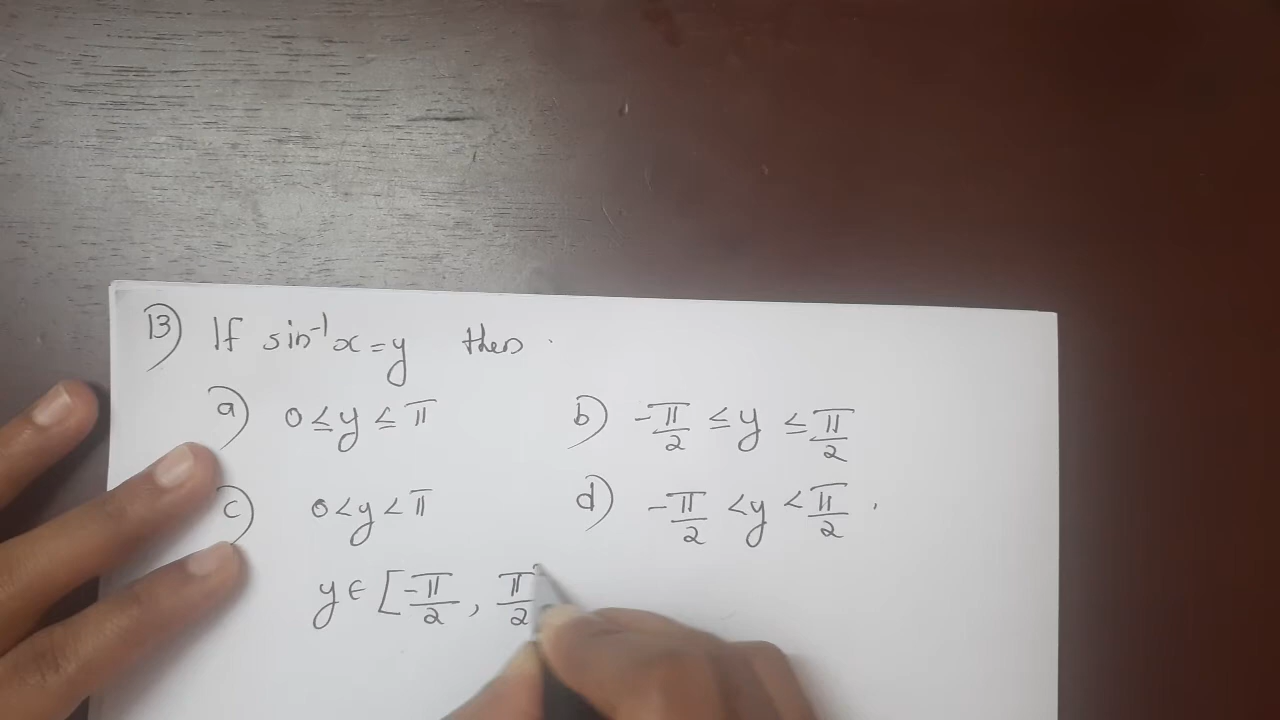 13) If sin⁻¹x = y then .
a) 0 ≤ y ≤ π b) -π/2 ≤ y ≤ π/2
c) 0 < y < π d) -π/2 < y < π/2 .
y ∈ [-π/2, π/2